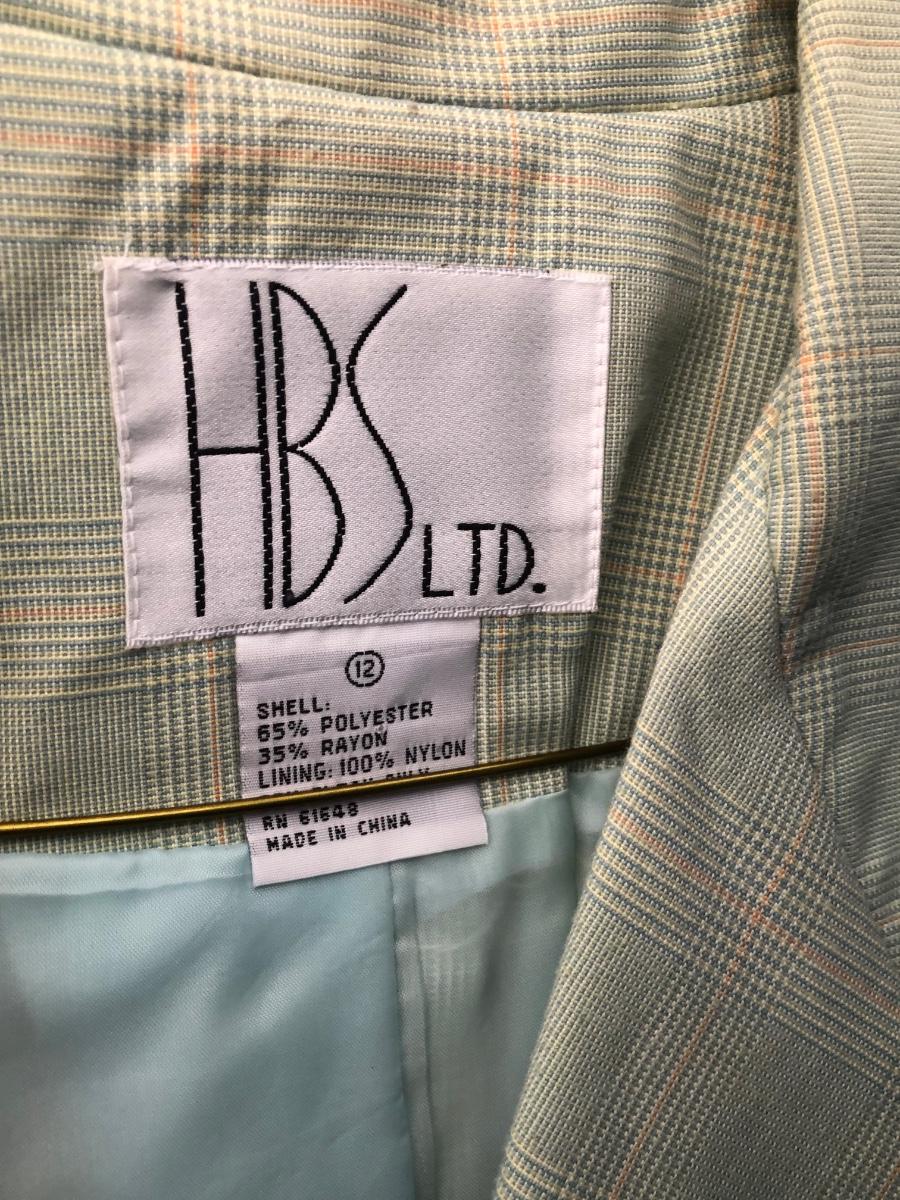 HBS LTD.
12
SHELL:
65% POLYESTER
35% RAYON
LINING: 100% NYLON
RN 61648
MADE IN CHINA